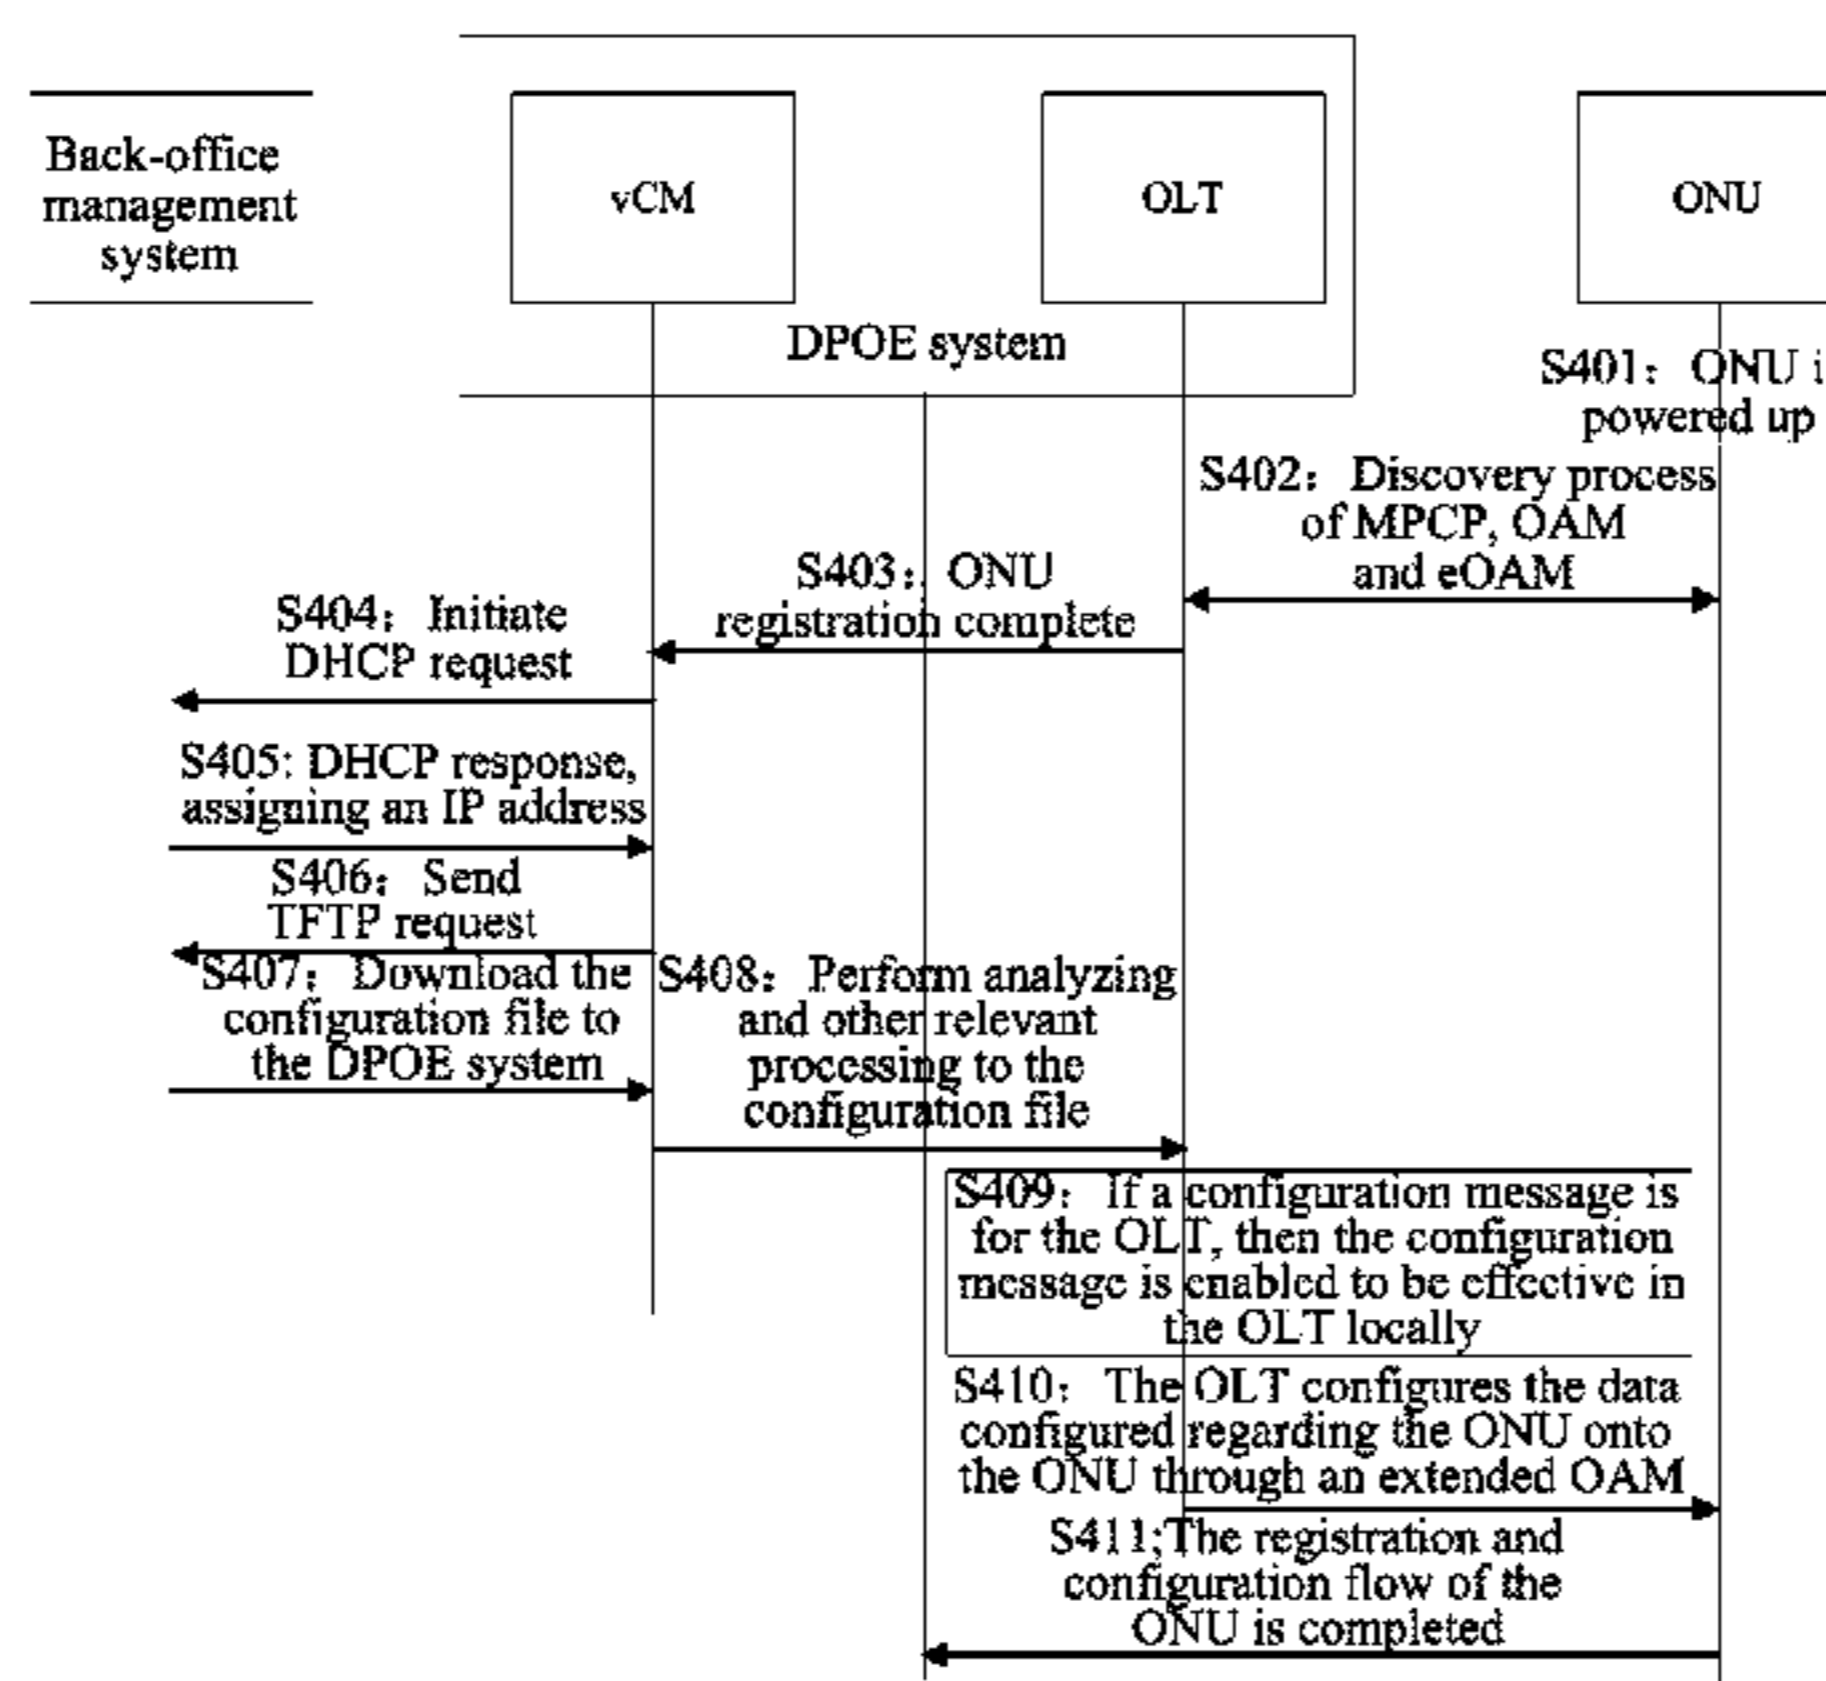 Back-office
management
system
vCM
OLT
ONU
DPOE system
S401: ONU i
powered up
S402: Discovery process
of MPCP, OAM
and eOAM
S403: ONU
registration complete
S404: Initiate
DHCP request
S405: DHCP response,
assigning an IP address
S406: Send
TFTP request
S407: Download the
configuration file to
the DPOE system
S408: Perform analyzing
and other relevant
processing to the
configuration file
S409: If a configuration message is
for the OLT, then the configuration
message is enabled to be effective in
the OLT locally
S410: The OLT configures the data
configured regarding the ONU onto
the ONU through an extended OAM
S411;The registration and
configuration flow of the
ONU is completed